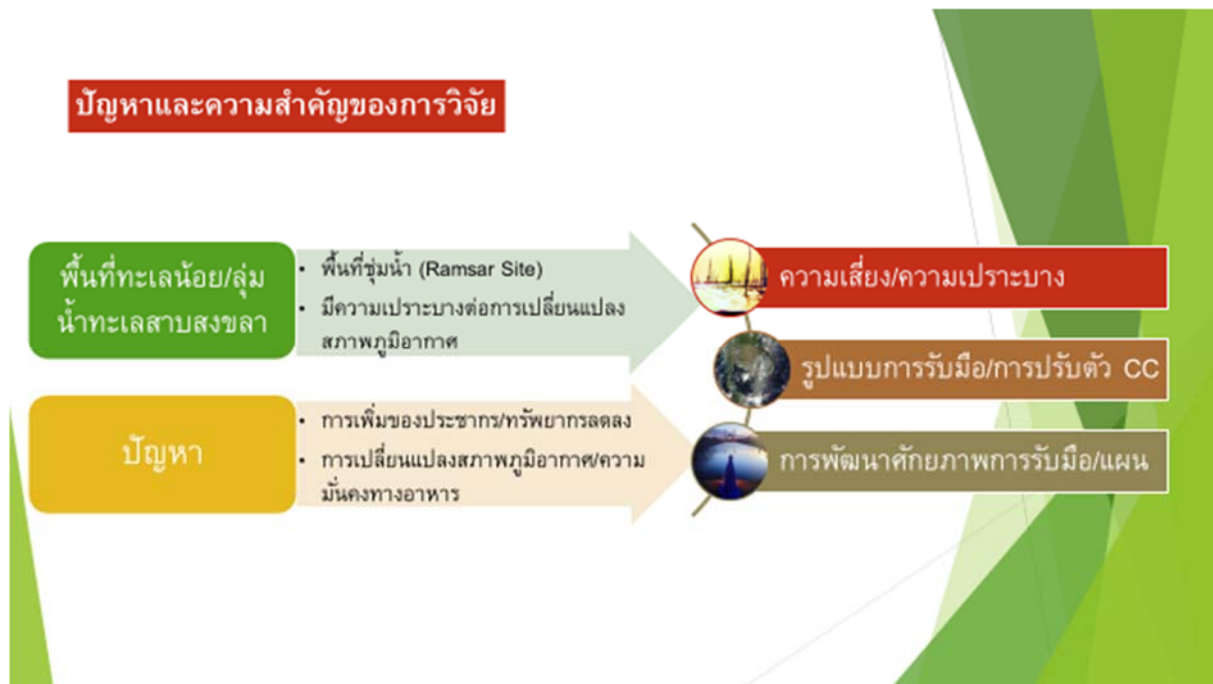 ปัญหาและความสำคัญของการวิจัย
พื้นที่ทะเลน้อย/ลุ่ม
น้ำทะเลสาบสงขลา
• พื้นที่ชุ่มน้ำ (Ramsar Site)
• มีความเปราะบางต่อการเปลี่ยนแปลง
สภาพภูมิอากาศ
ปัญหา
• การเพิ่มของประชากร/ทรัพยากรลดลง
• การเปลี่ยนแปลงสภาพภูมิอากาศ/ความ
มั่นคงทางอาหาร
ความเสี่ยง/ความเปราะบาง
รูปแบบการรับมือ/การปรับตัว CC
การพัฒนาศักยภาพการรับมือ/แผน